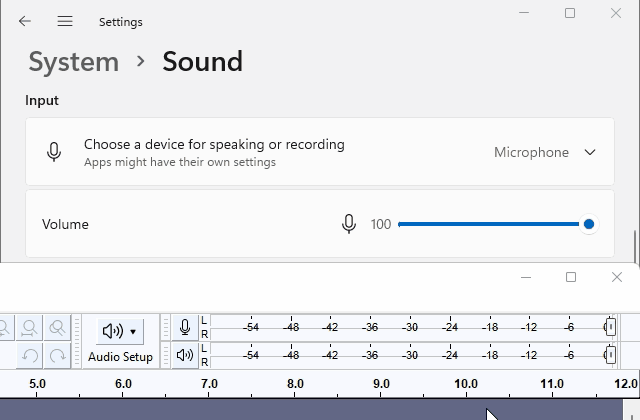 Settings
System > Sound
Input
Choose a device for speaking or recording
Apps might have their own settings
Microphone
Volume
100
L
R
-54 -48 -42 -36 -30 -24 -18 -12 -6
Audio Setup
L
R
-54 -48 -42 -36 -30 -24 -18 -12 -6
5.0 6.0 7.0 8.0 9.0 10.0 11.0 12.0